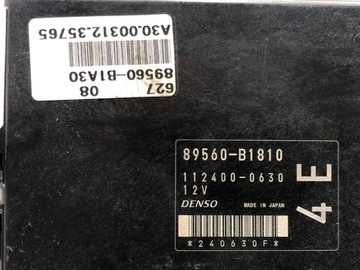 A30.00312.35765
89560-B1A30
08
627
89560-B1810
112400-0630
12V
DENSO MADE IN JAPAN
*240630F*
4E